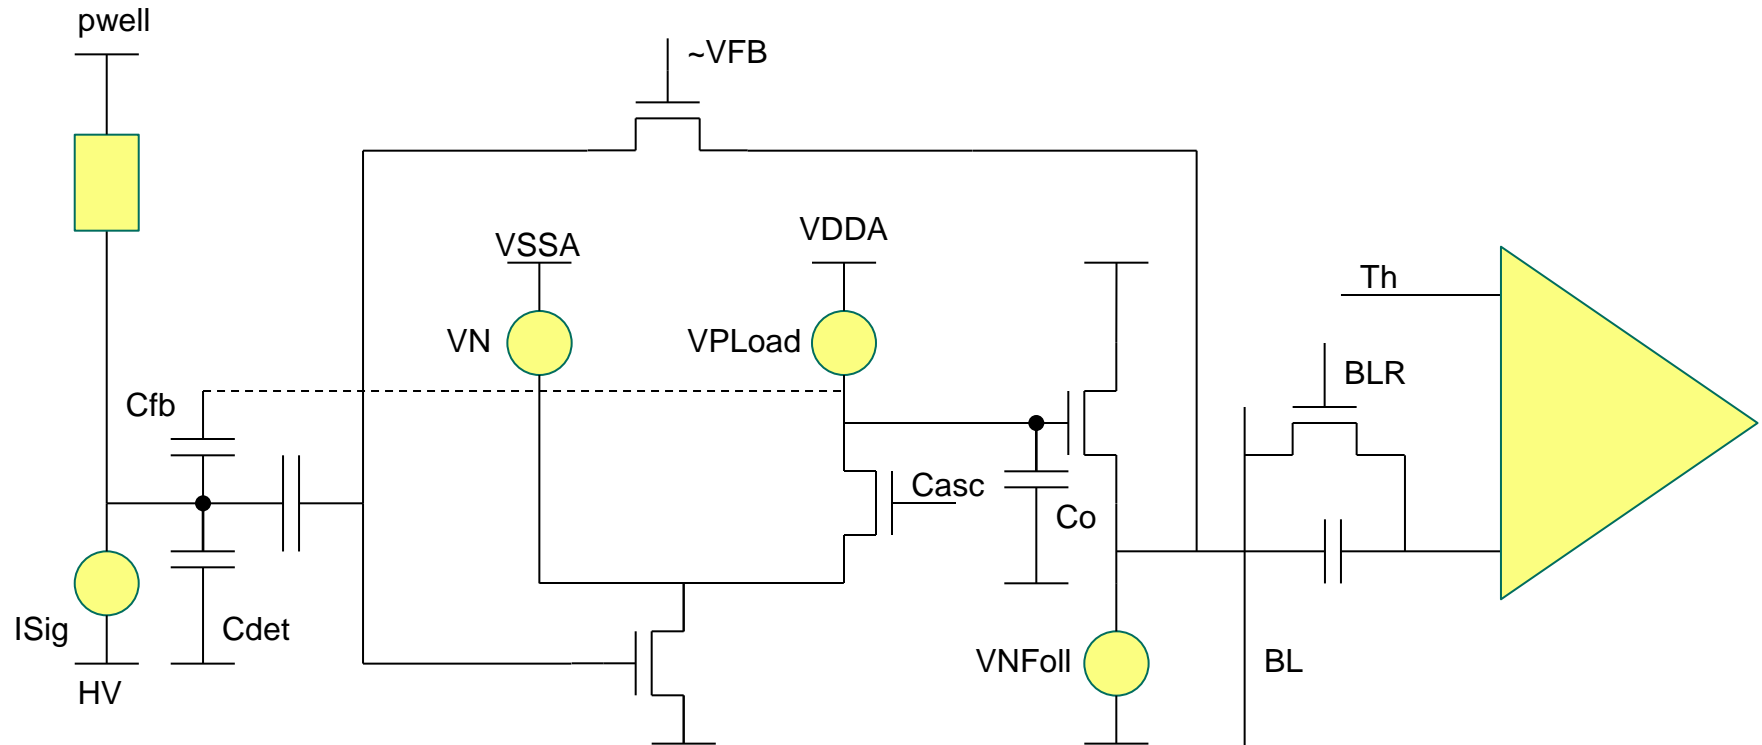 pwell
~VFB
VSSA
VDDA
Th
VN
VPLoad
BLR
Cfb
Casc
Co
ISig
Cdet
VNFoll
BL
HV